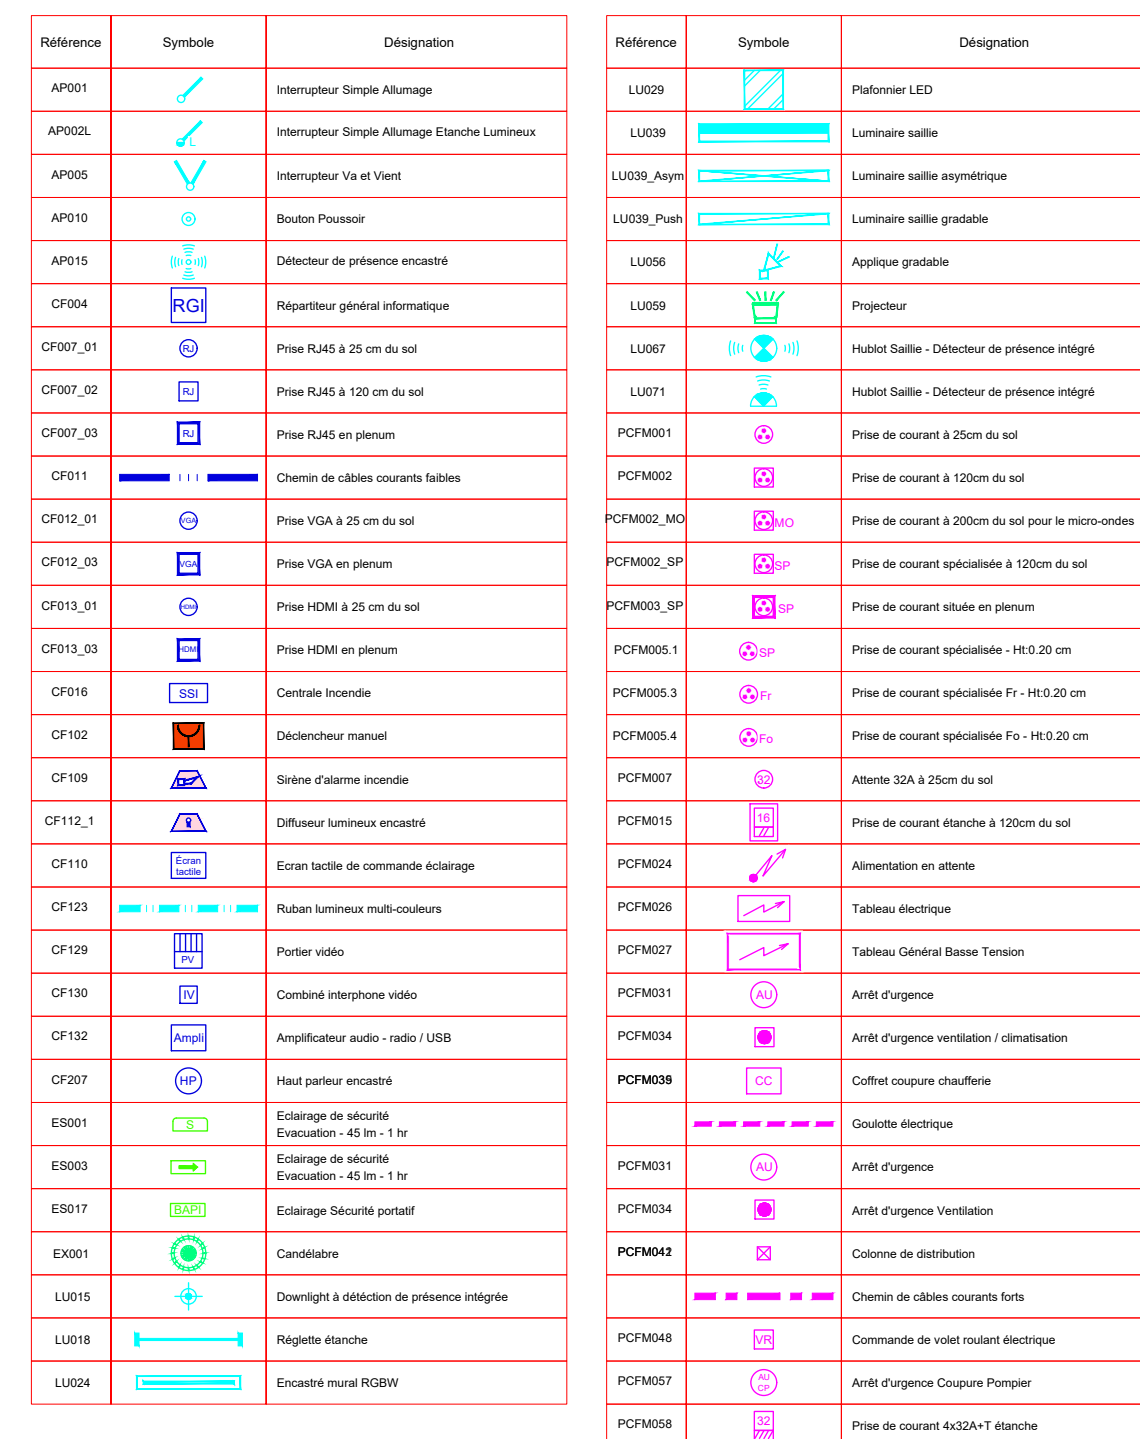 Référence Symbole Désignation
AP001 Interrupteur Simple Allumage
AP002L L Interrupteur Simple Allumage Etanche Lumineux
AP005 Interrupteur Va et Vient
AP010 Bouton Poussoir
AP015 Détecteur de présence encastré
CF004 RGI Répartiteur général informatique
CF007_01 RJ Prise RJ45 à 25 cm du sol
CF007_02 RJ Prise RJ45 à 120 cm du sol
CF007_03 RJ Prise RJ45 en plenum
CF011 Chemin de câbles courants faibles
CF012_01 VGA Prise VGA à 25 cm du sol
CF012_03 VGA Prise VGA en plenum
CF013_01 HDMI Prise HDMI à 25 cm du sol
CF013_03 HDMI Prise HDMI en plenum
CF016 SSI Centrale Incendie
CF102 Déclencheur manuel
CF109 Sirène d'alarme incendie
CF112_1 Diffuseur lumineux encastré
CF110 Écran tactile Ecran tactile de commande éclairage
CF123 Ruban lumineux multi-couleurs
CF129 PV Portier vidéo
CF130 IV Combiné interphone vidéo
CF132 Ampli Amplificateur audio - radio / USB
CF207 HP Haut parleur encastré
ES001 S Eclairage de sécurité
Evacuation - 45 lm - 1 hr
ES003 Eclairage de sécurité
Evacuation - 45 lm - 1 hr
ES017 BAPI Eclairage Sécurité portatif
EX001 Candélabre
LU015 Downlight à détéction de présence intégrée
LU018 Réglette étanche
LU024 Encastré mural RGBW
Référence Symbole Désignation
LU029 Plafonnier LED
LU039 Luminaire saillie
LU039_Asym Luminaire saillie asymétrique
LU039_Push Luminaire saillie gradable
LU056 Applique gradable
LU059 Projecteur
LU067 Hublot Saillie - Détecteur de présence intégré
LU071 Hublot Saillie - Détecteur de présence intégré
PCFM001 Prise de courant à 25cm du sol
PCFM002 Prise de courant à 120cm du sol
PCFM002_MO MO Prise de courant à 200cm du sol pour le micro-ondes
PCFM002_SP SP Prise de courant spécialisée à 120cm du sol
PCFM003_SP SP Prise de courant située en plenum
PCFM005.1 SP Prise de courant spécialisée - Ht:0.20 cm
PCFM005.3 Fr Prise de courant spécialisée Fr - Ht:0.20 cm
PCFM005.4 Fo Prise de courant spécialisée Fo - Ht:0.20 cm
PCFM007 32 Attente 32A à 25cm du sol
PCFM015 16 Prise de courant étanche à 120cm du sol
PCFM024 Alimentation en attente
PCFM026 Tableau électrique
PCFM027 Tableau Général Basse Tension
PCFM031 AU Arrêt d'urgence
PCFM034 Arrêt d'urgence ventilation / climatisation
CC Coffret coupure chaufferie
Goulotte électrique
PCFM031 AU Arrêt d'urgence
PCFM034 Arrêt d'urgence Ventilation
Colonne de distribution
Chemin de câbles courants forts
PCFM048 VR Commande de volet roulant électrique
PCFM057 AU CP Arrêt d'urgence Coupure Pompier
PCFM058 32 Prise de courant 4x32A+T étanche